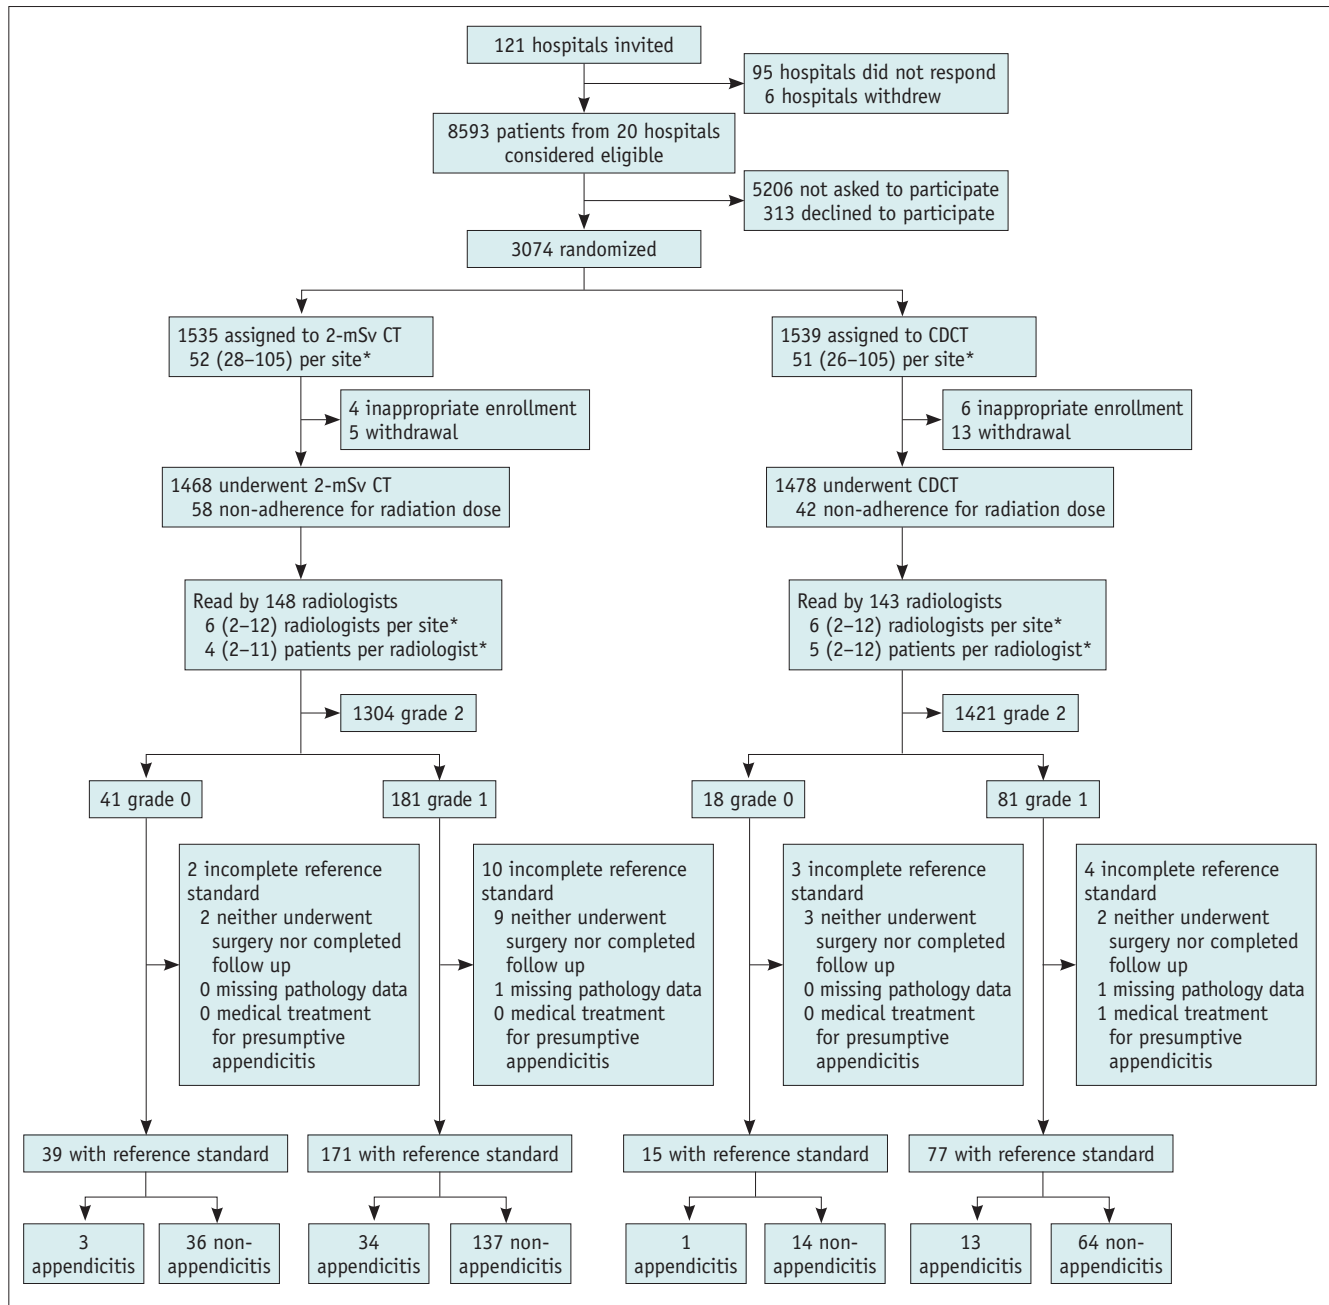 121 hospitals invited
95 hospitals did not respond
6 hospitals withdrew
8593 patients from 20 hospitals
considered eligible
5206 not asked to participate
313 declined to participate
3074 randomized
1535 assigned to 2-mSv CT
52 (28–105) per site*
1539 assigned to CDCT
51 (26–105) per site*
4 inappropriate enrollment
5 withdrawal
6 inappropriate enrollment
13 withdrawal
1468 underwent 2-mSv CT
58 non-adherence for radiation dose
1478 underwent CDCT
42 non-adherence for radiation dose
Read by 148 radiologists
6 (2–12) radiologists per site*
4 (2–11) patients per radiologist*
Read by 143 radiologists
6 (2–12) radiologists per site*
5 (2–12) patients per radiologist*
1304 grade 2
1421 grade 2
41 grade 0
181 grade 1
18 grade 0
81 grade 1
2 incomplete reference
standard
2 neither underwent
surgery nor completed
follow up
0 missing pathology data
0 medical treatment
for presumptive
appendicitis
10 incomplete reference
standard
9 neither underwent
surgery nor completed
follow up
1 missing pathology data
0 medical treatment
for presumptive
appendicitis
3 incomplete reference
standard
3 neither underwent
surgery nor completed
follow up
0 missing pathology data
0 medical treatment
for presumptive
appendicitis
4 incomplete reference
standard
2 neither underwent
surgery nor completed
follow up
1 missing pathology data
1 medical treatment
for presumptive
appendicitis
39 with reference standard
171 with reference standard
15 with reference standard
77 with reference standard
3
appendicitis
36 non-
appendicitis
34
appendicitis
137 non-
appendicitis
1
appendicitis
14 non-
appendicitis
13
appendicitis
64 non-
appendicitis